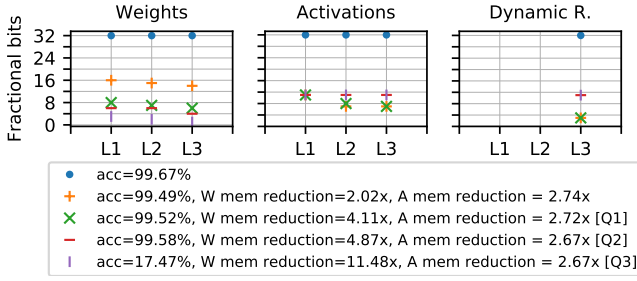 Weights Activations Dynamic R.
Fractional bits
32
24
16
8
0
L1 L2 L3 L1 L2 L3 L1 L2 L3
acc=99.67%
acc=99.49%, W mem reduction=2.02x, A mem reduction = 2.74x
acc=99.52%, W mem reduction=4.11x, A mem reduction = 2.72x [Q1]
acc=99.58%, W mem reduction=4.87x, A mem reduction = 2.67x [Q2]
acc=17.47%, W mem reduction=11.48x, A mem reduction = 2.67x [Q3]